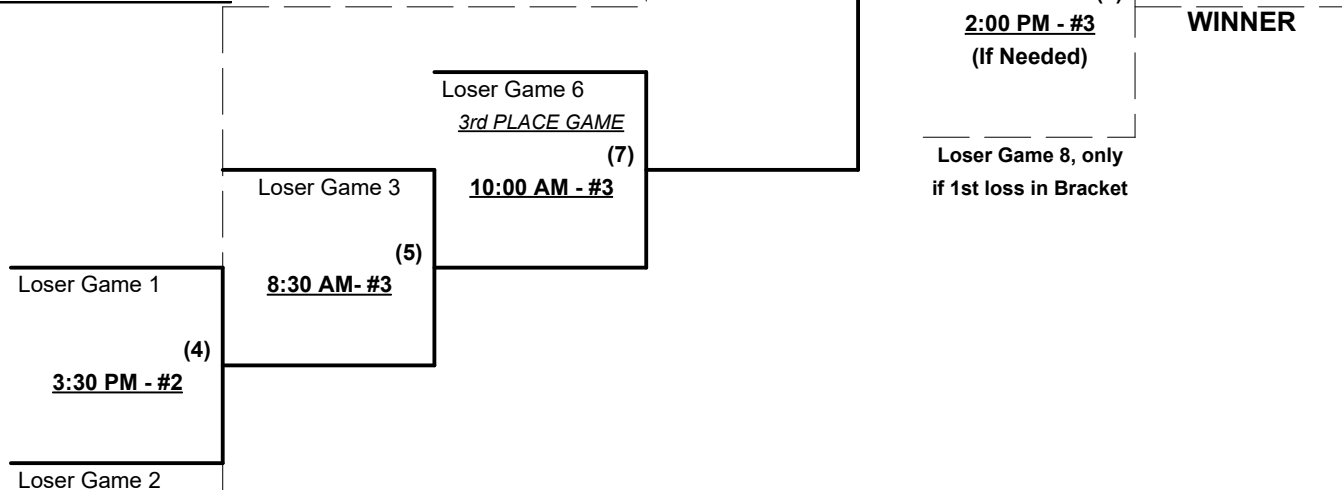 2:00 PM - #3
(If Needed)
WINNER
Loser Game 6
3rd PLACE GAME
(7)
10:00 AM - #3
Loser Game 8, only
if 1st loss in Bracket
Loser Game 3
(5)
8:30 AM- #3
Loser Game 1
(4)
3:30 PM - #2
Loser Game 2